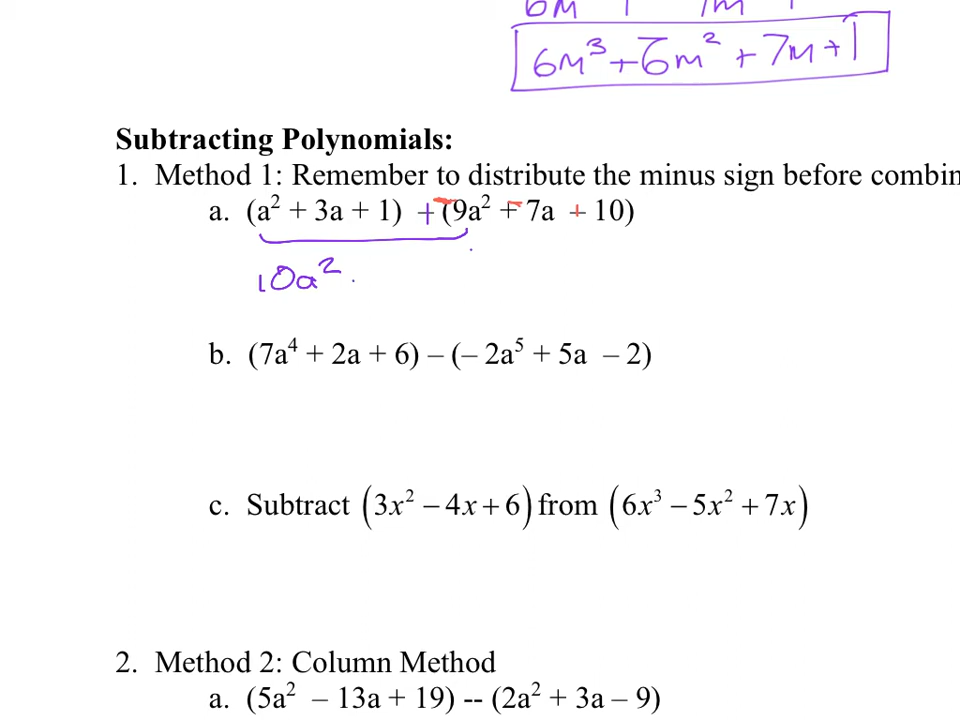 6m 7m
6m³ + 6m² + 7m + 1
Subtracting Polynomials:
1. Method 1: Remember to distribute the minus sign before combin
a. (a² + 3a + 1) + (9a² – 7a + 10)
10a²
b. (7a⁴ + 2a + 6) – (– 2a⁵ + 5a – 2)
c. Subtract (3x² – 4x + 6) from (6x³ – 5x² + 7x)
2. Method 2: Column Method
a. (5a² – 13a + 19) -- (2a² + 3a – 9)